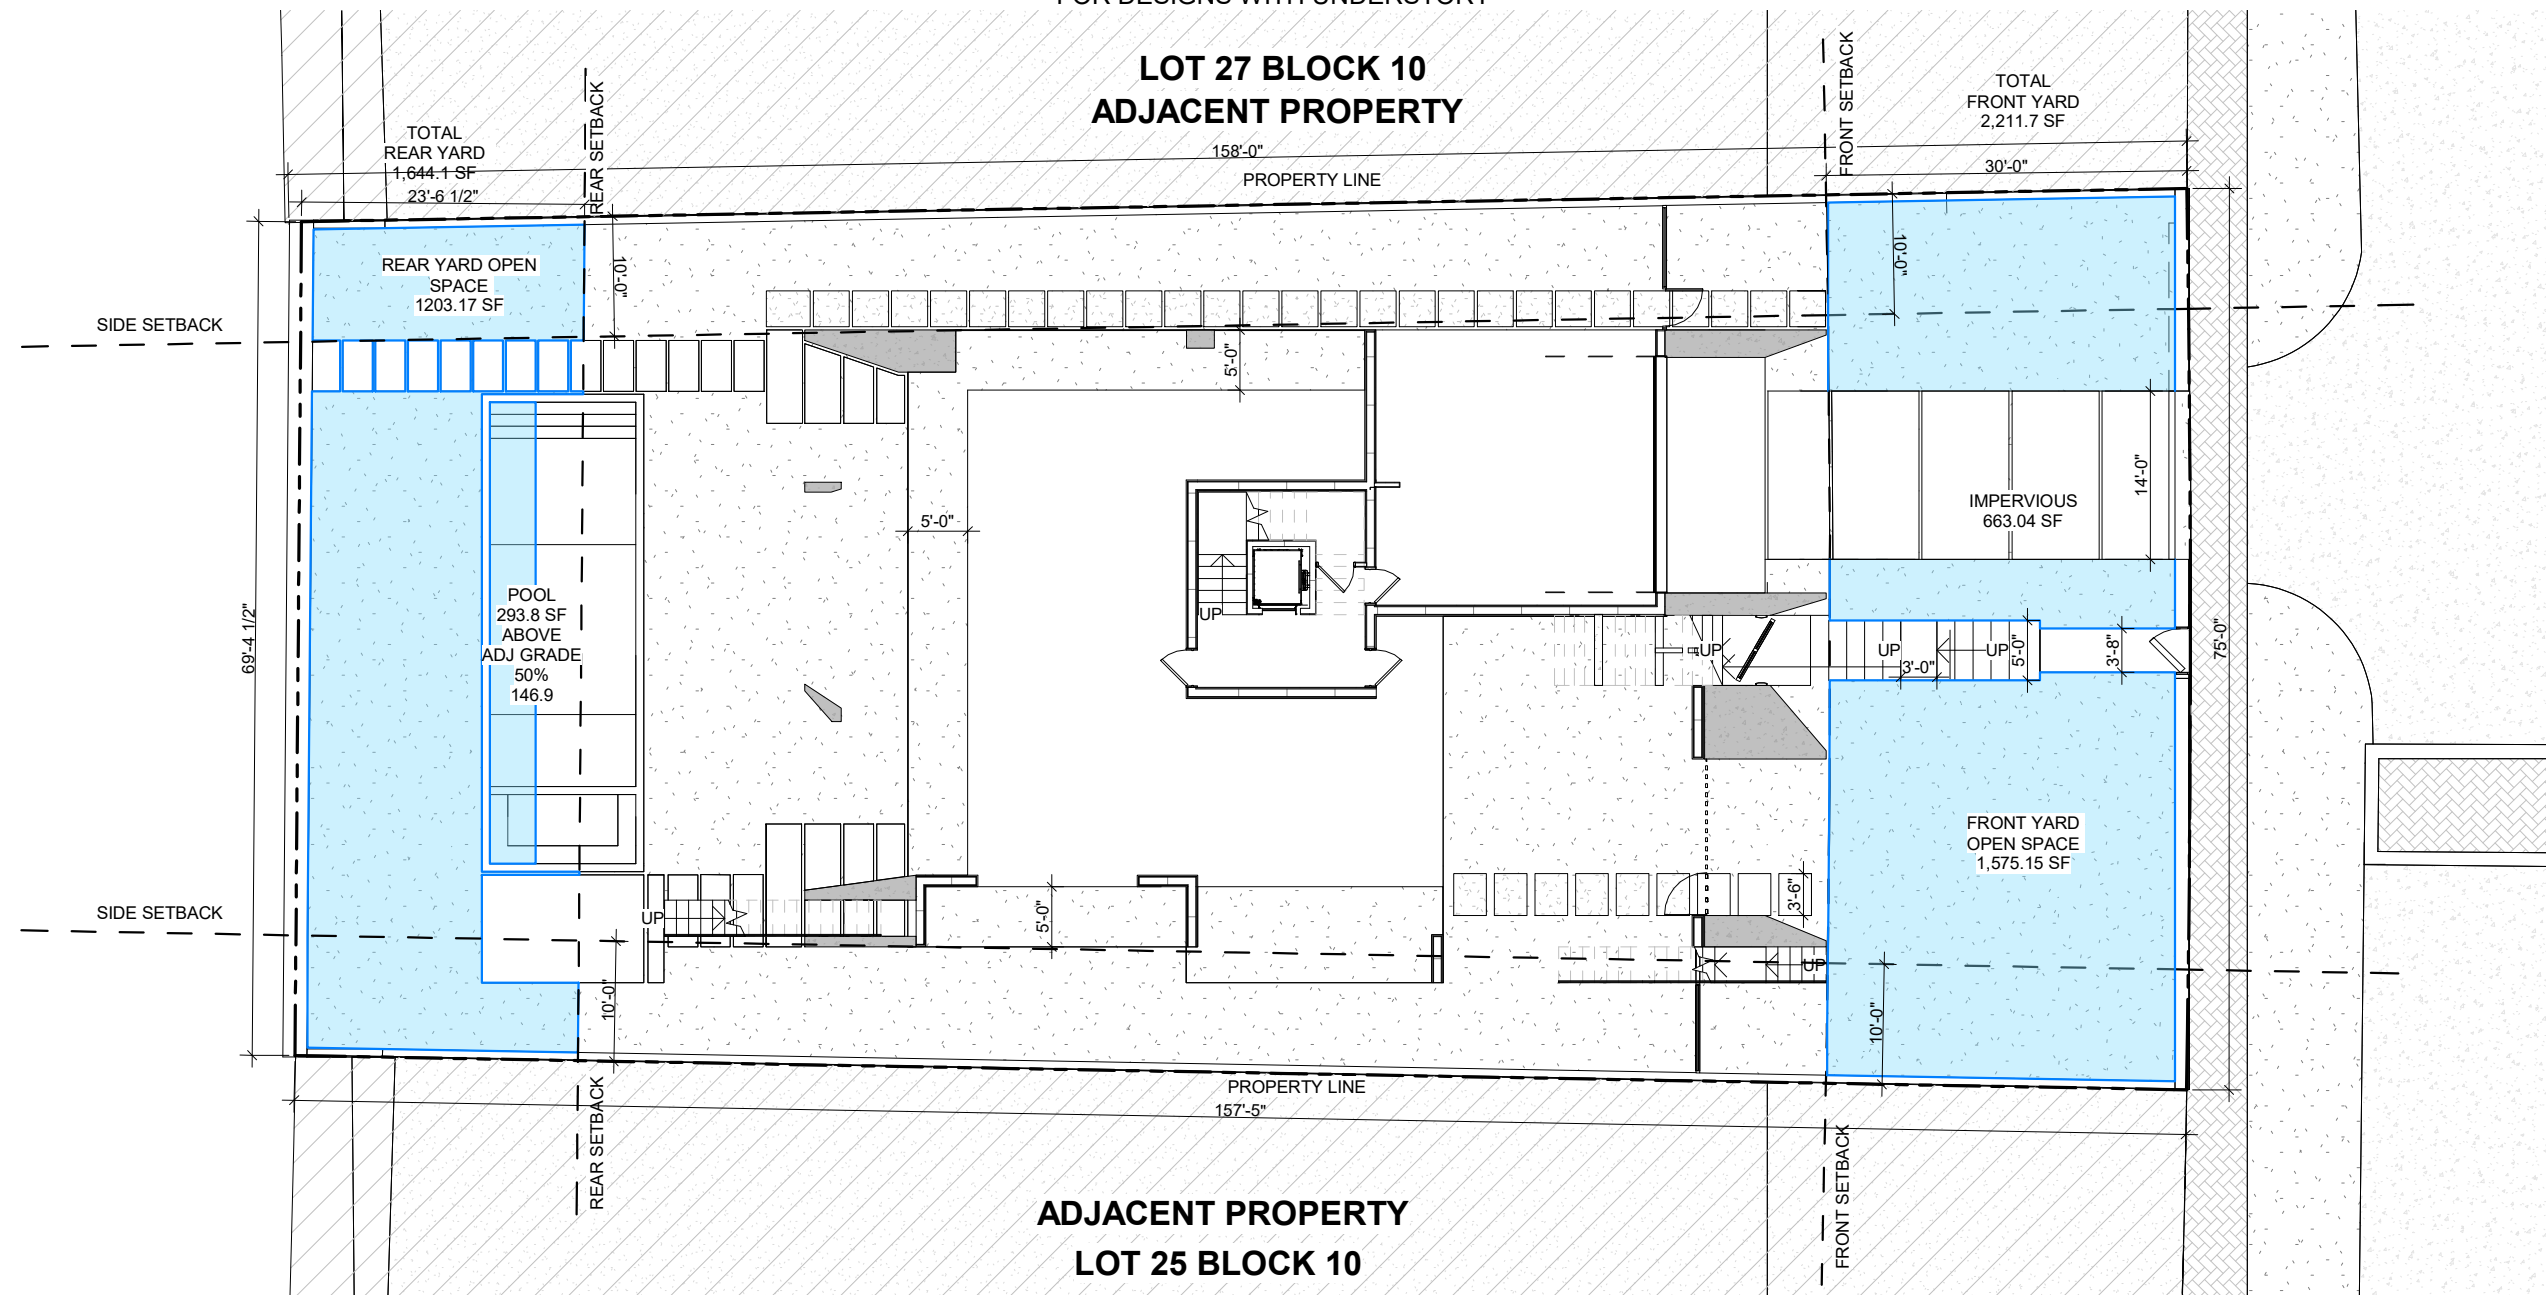 FOR DESIGNS WITH UNDERSTORY
LOT 27 BLOCK 10
ADJACENT PROPERTY
TOTAL
FRONT YARD
2,211.7 SF
FRONT SETBACK
REAR SETBACK
TOTAL
REAR YARD
1,644.1 SF
23'-6 1/2"
158'-0"
PROPERTY LINE
30'-0"
REAR YARD OPEN
SPACE
1203.17 SF
10'-0"
10'-0"
SIDE SETBACK
5'-0"
14'-0"
IMPERVIOUS
663.04 SF
5'-0"
POOL
293.8 SF
ABOVE
ADJ GRADE
50%
146.9
69'-4 1/2"
UP
UP
UP
UP
3'-0"
5'-0"
3'-8"
75'-0"
FRONT YARD
OPEN SPACE
1,575.15 SF
SIDE SETBACK
UP
5'-0"
3'-6"
UP
10'-0"
10'-0"
PROPERTY LINE
157'-5"
REAR SETBACK
FRONT SETBACK
ADJACENT PROPERTY
LOT 25 BLOCK 10